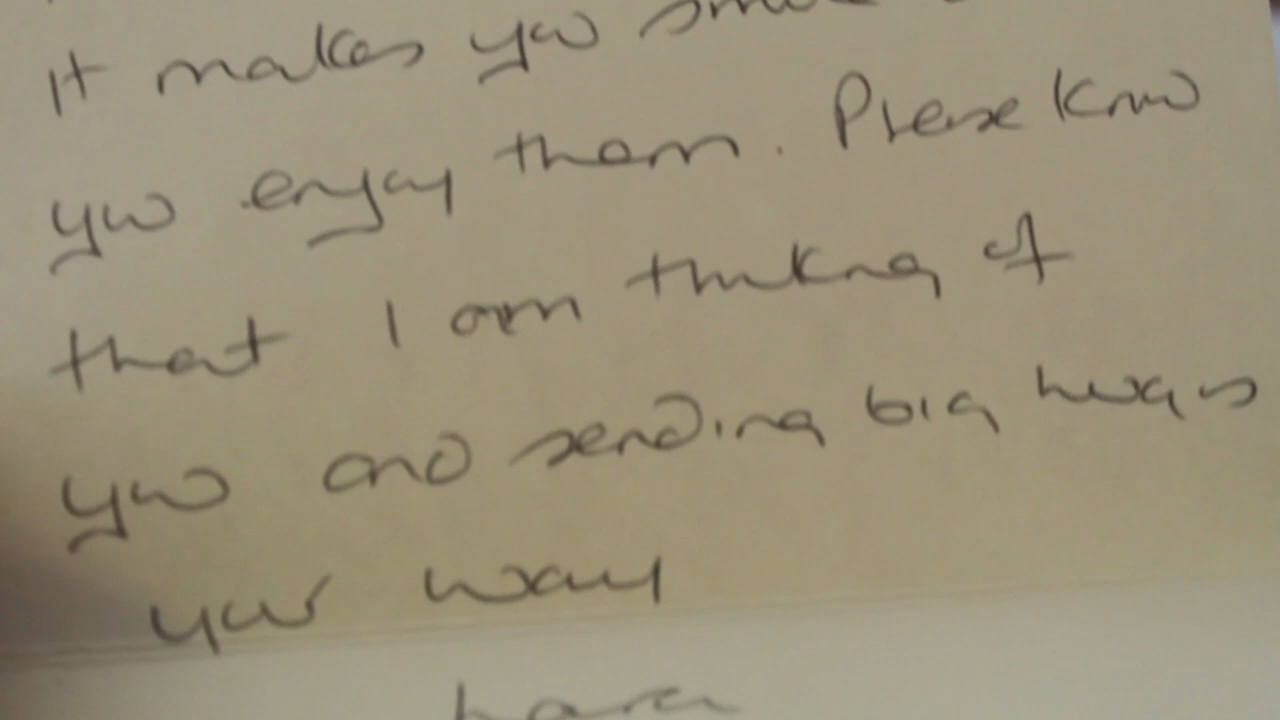 It makes you
you enjoy them. Please know
that I am thinking of
you and sending big hugs
your way